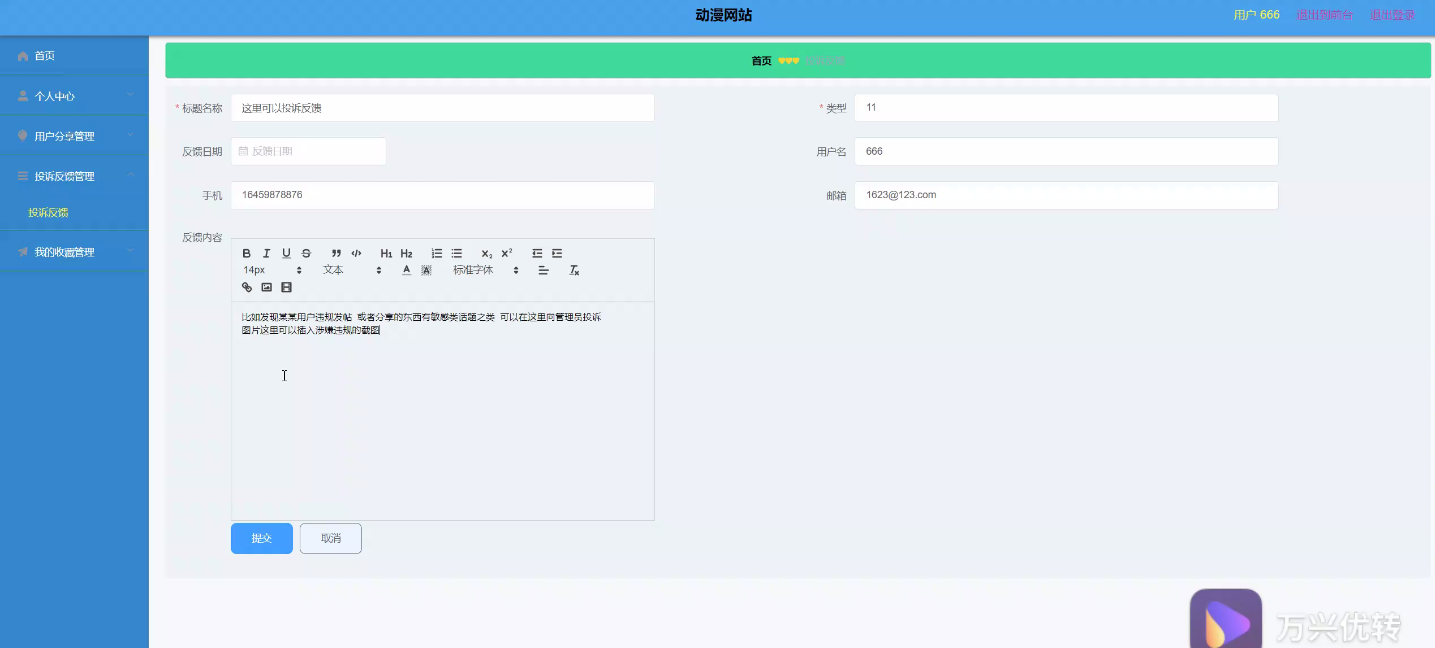 动漫网站
用户 666 退出到前台 退出登录
首页
个人中心
用户分享管理
投诉反馈管理
投诉反馈
我的收藏管理
首页
* 标题名称 这里可以投诉反馈
* 类型 11
反馈日期 反馈日期
用户名 666
手机 16459878876
邮箱 1623@123.com
反馈内容
B I U S ” </> H1 H2 X2 X2
14px 文本 A A 标准字体 Tx
比如发现某某用户违规发帖 或者分享的东西有敏感类话题之类 可以在这里向管理员投诉
图片这里可以插入涉嫌违规的截图
提交 取消
万兴优转